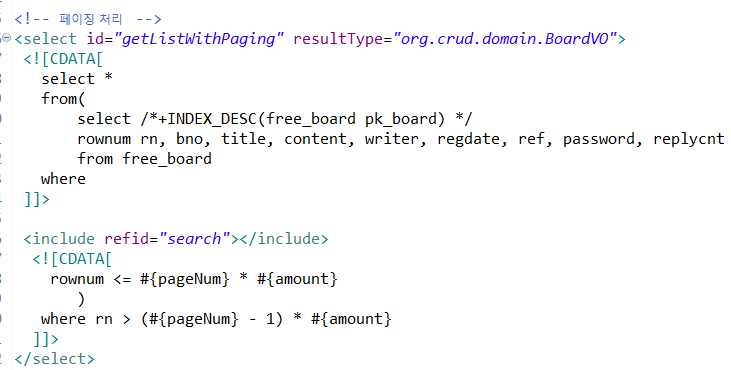 <!-- 페이징 처리 -->
<select id="getListWithPaging" resultType="org.crud.domain.BoardVO">
<![CDATA[
select *
from(
select /*+INDEX_DESC(free_board pk_board) */
rownum rn, bno, title, content, writer, regdate, ref, password, replycnt
from free_board
where
]]>
<include refid="search"></include>
<![CDATA[
rownum <= #{pageNum} * #{amount}
)
where rn > (#{pageNum} - 1) * #{amount}
]]>
</select>